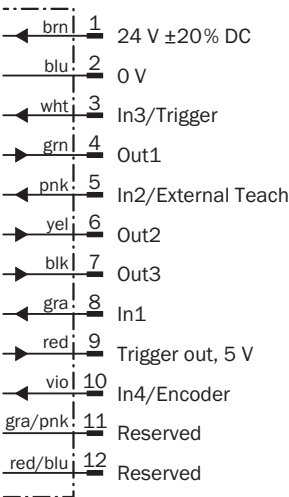 brn 1 24 V ±20% DC
blu 2 0 V
wht 3 In3/Trigger
grn 4 Out1
pnk 5 In2/External Teach
yel 6 Out2
blk 7 Out3
gra 8 In1
red 9 Trigger out, 5 V
vio 10 In4/Encoder
gra/pnk 11 Reserved
red/blu 12 Reserved